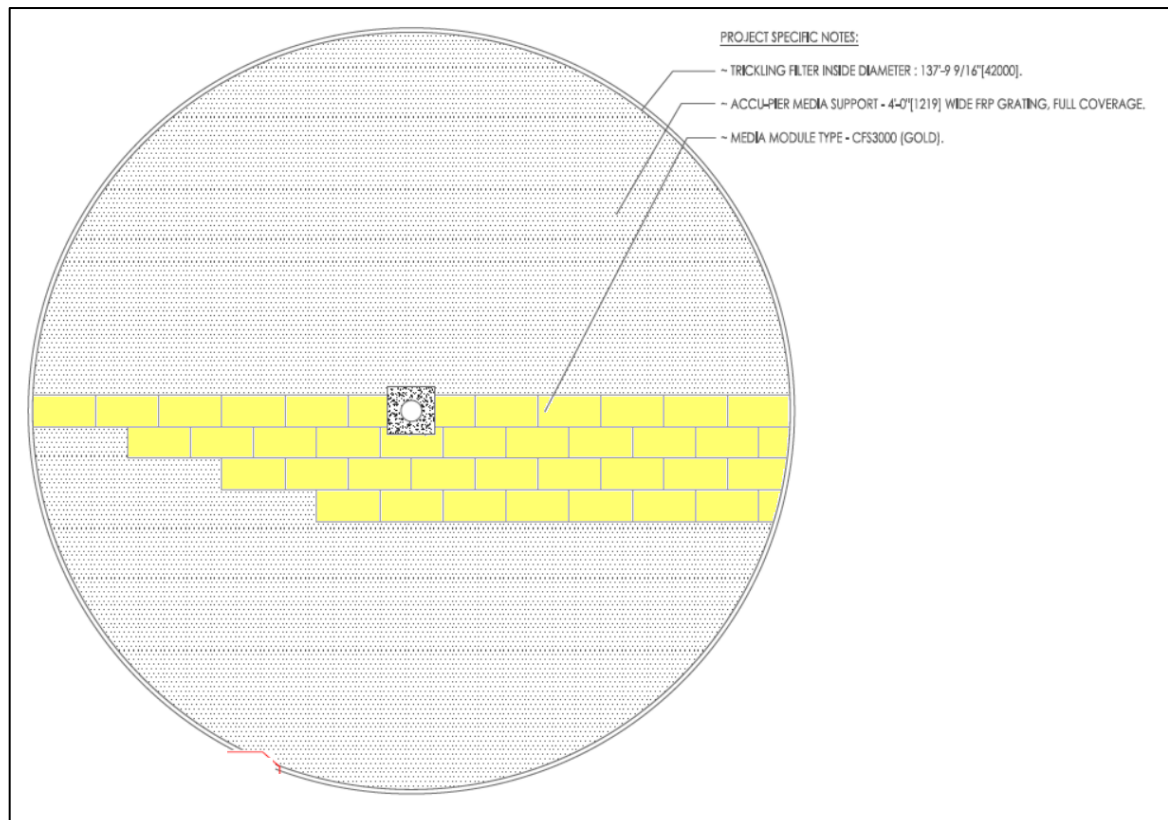 PROJECT SPECIFIC NOTES:
~ TRICKLING FILTER INSIDE DIAMETER : 137'-9 9/16"[42000].
~ ACCU-PIER MEDIA SUPPORT - 4'-0"[1219] WIDE FRP GRATING, FULL COVERAGE.
~ MEDIA MODULE TYPE - CFS3000 (GOLD).